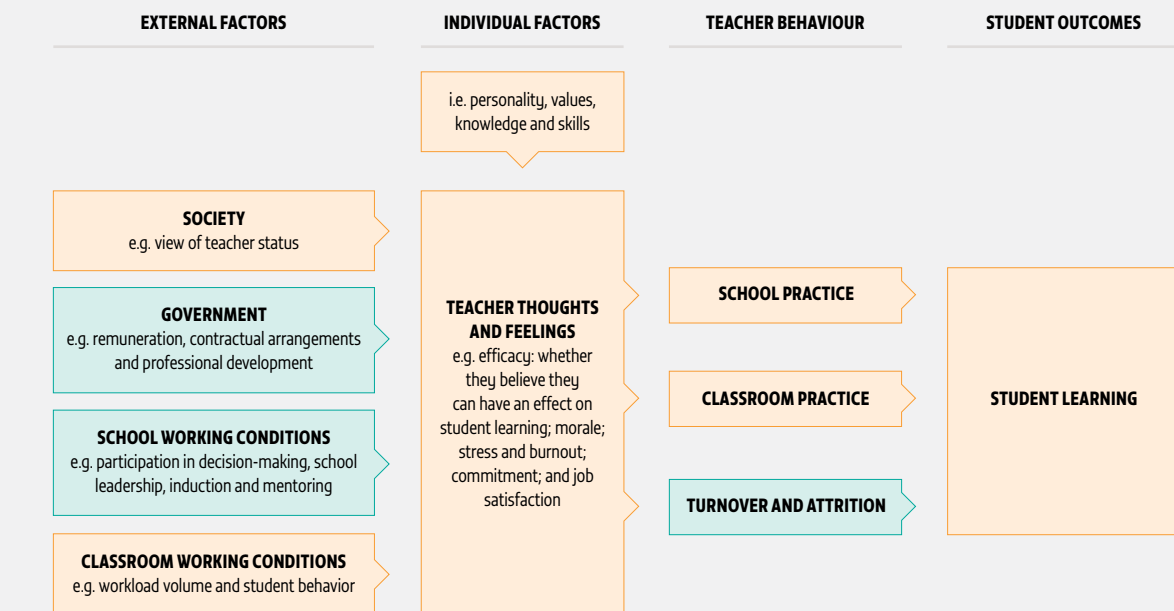 EXTERNAL FACTORS
INDIVIDUAL FACTORS
TEACHER BEHAVIOUR
STUDENT OUTCOMES
i.e. personality, values,
knowledge and skills
SOCIETY
e.g. view of teacher status
GOVERNMENT
e.g. remuneration, contractual arrangements
and professional development
SCHOOL WORKING CONDITIONS
e.g. participation in decision-making, school
leadership, induction and mentoring
CLASSROOM WORKING CONDITIONS
e.g. workload volume and student behavior
TEACHER THOUGHTS
AND FEELINGS
e.g. efficacy: whether
they believe they
can have an effect on
student learning; morale;
stress and burnout;
commitment; and job
satisfaction
SCHOOL PRACTICE
CLASSROOM PRACTICE
TURNOVER AND ATTRITION
STUDENT LEARNING